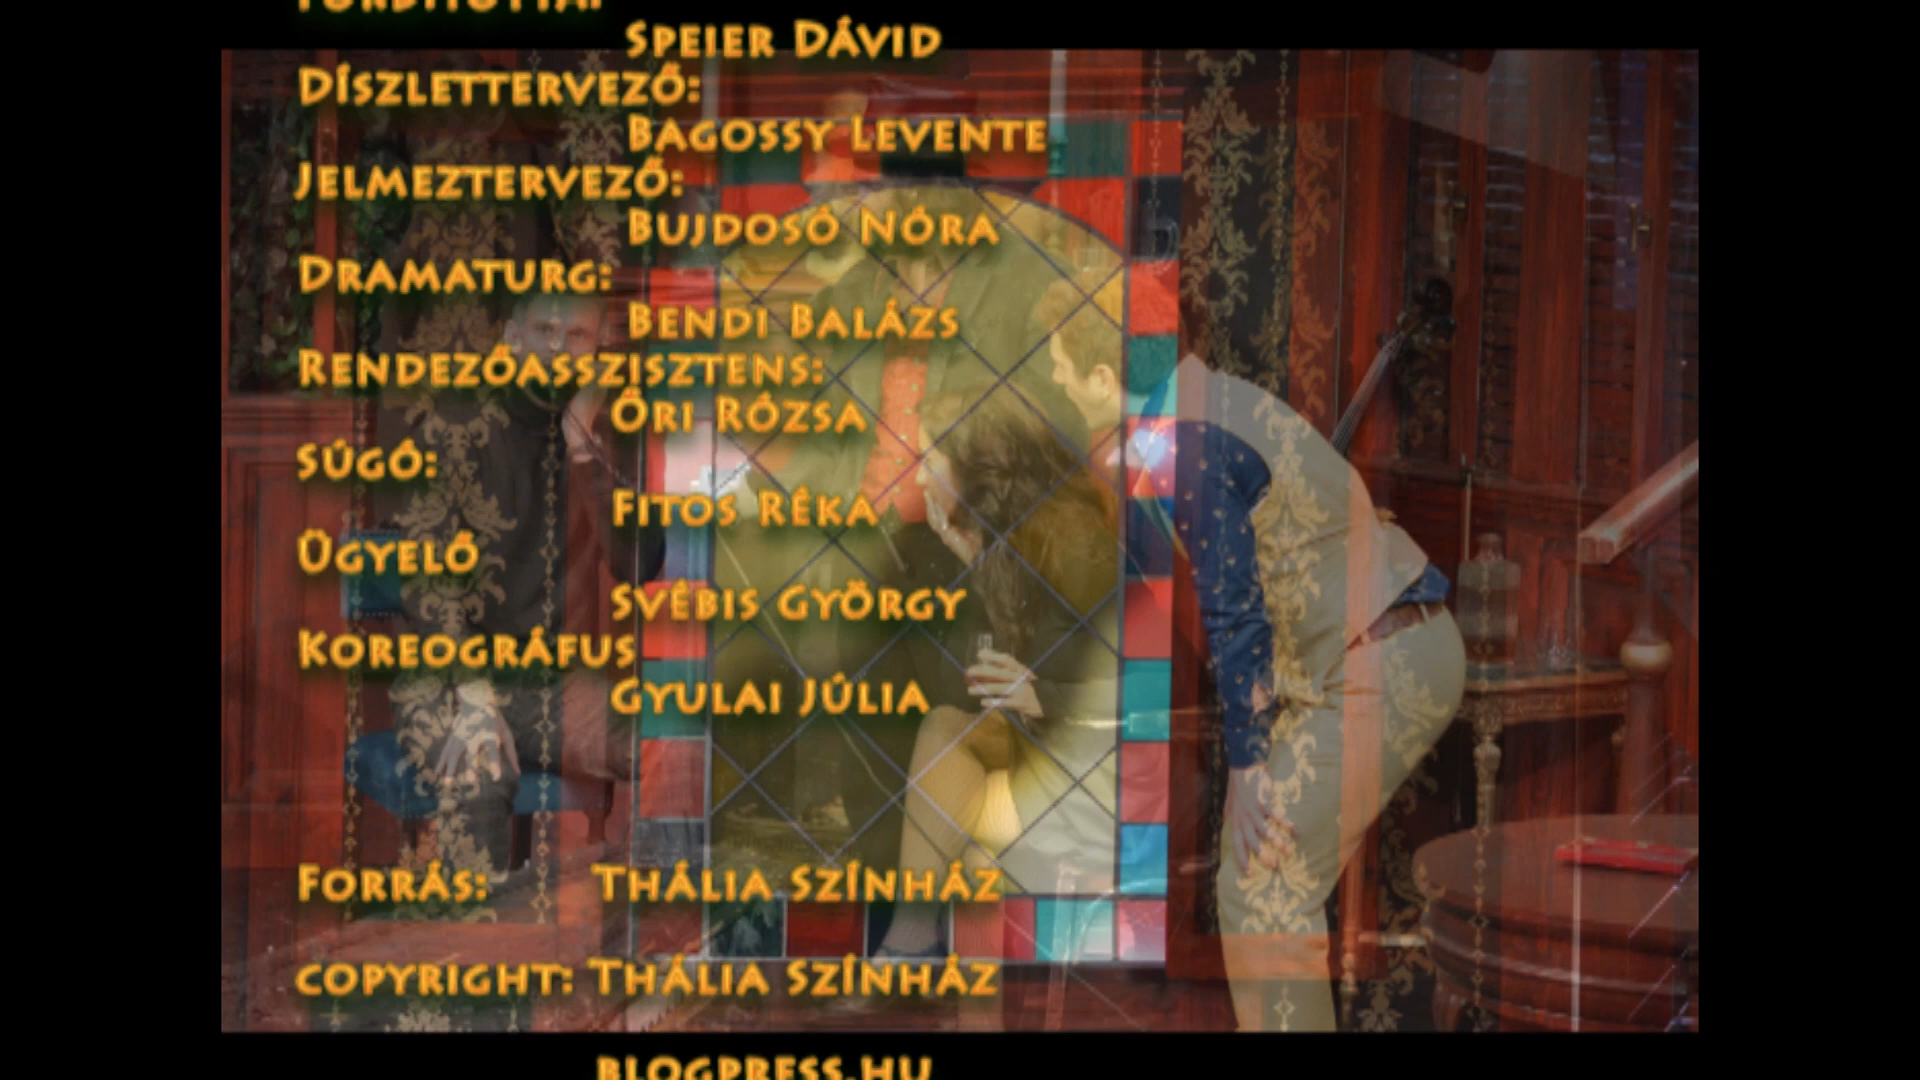 Fordította:
Speier Dávid
Díszlettervező:
Bagossy Levente
Jelmeztervező:
Bujdosó Nóra
Dramaturg:
Bendi Balázs
Rendezőasszisztens:
Őri Rózsa
Súgó:
Fitos Réka
Ügyelő
Svébis György
Koreográfus
Gyulai Júlia
Forrás: Thália Színház
copyright: Thália Színház
blogpress.hu